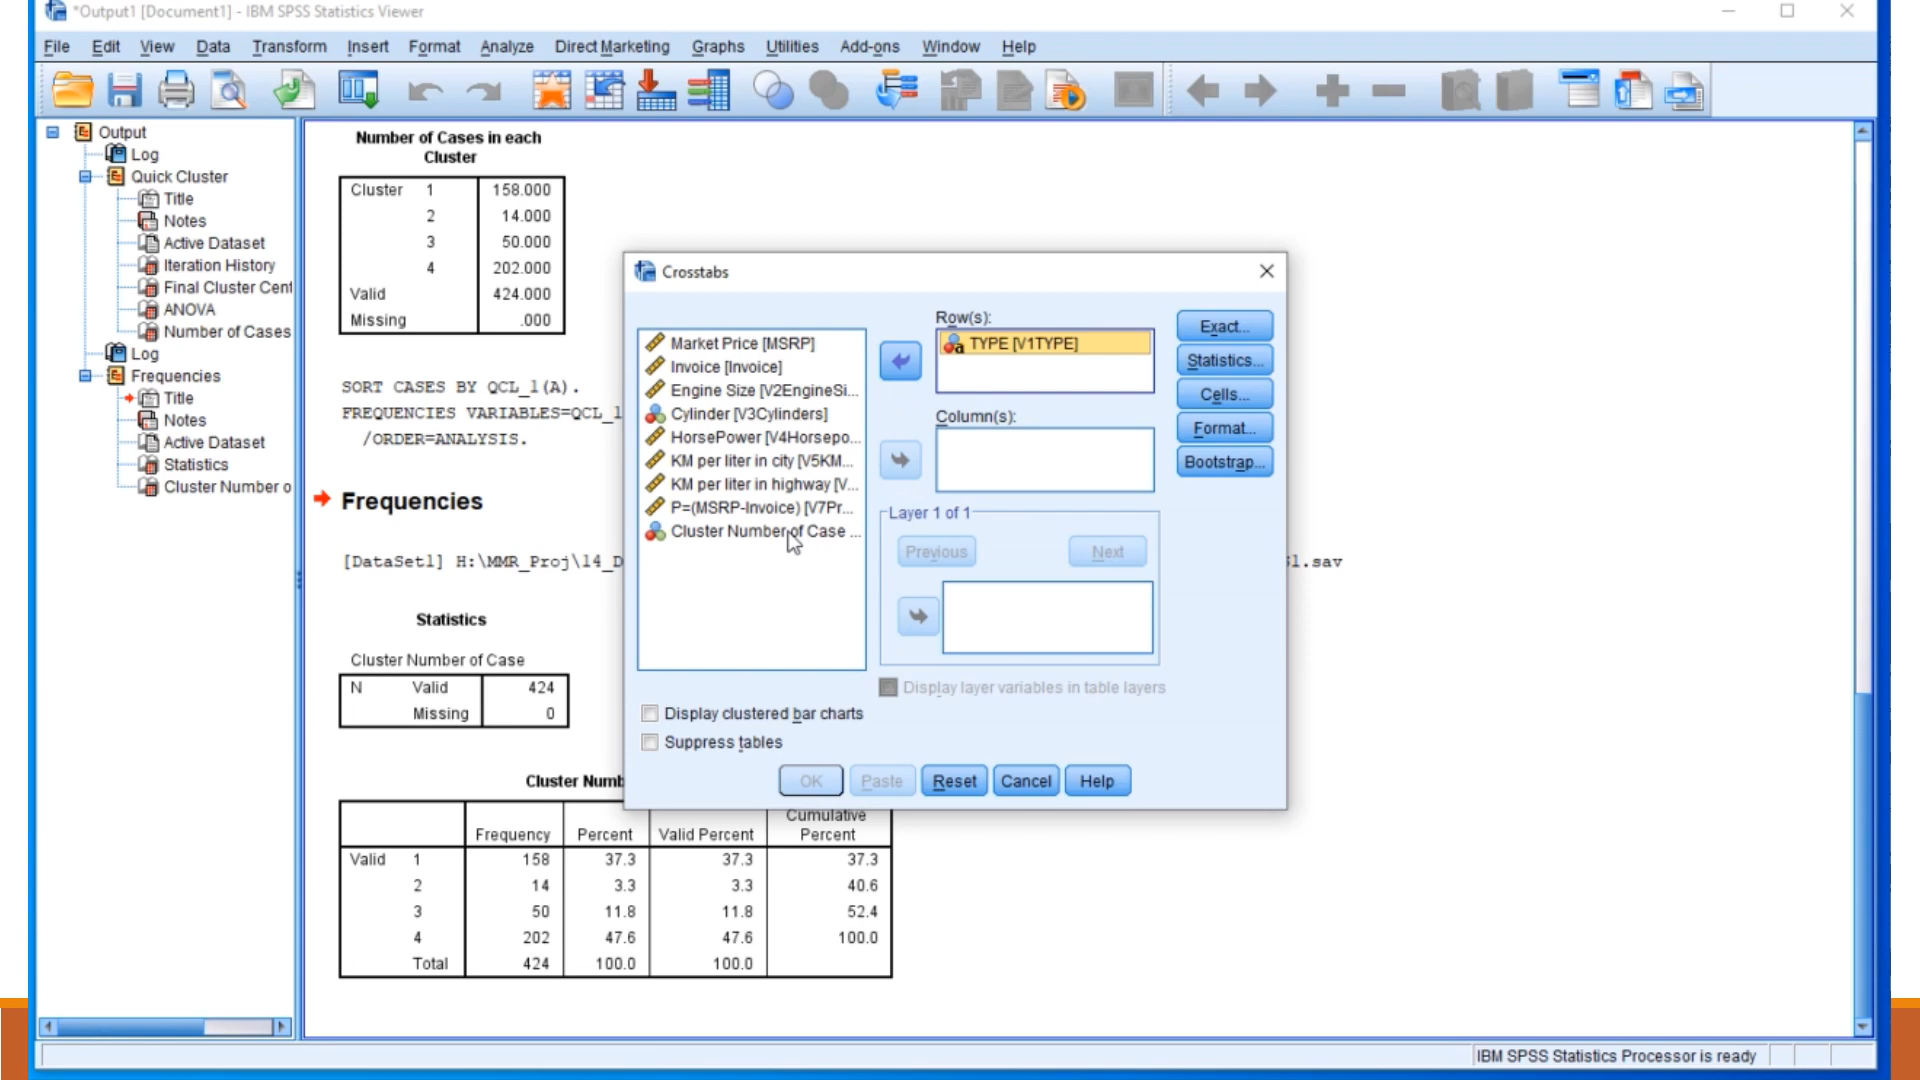 *Output1 [Document1] - IBM SPSS Statistics Viewer
File Edit View Data Transform Insert Format Analyze Direct Marketing Graphs Utilities Add-ons Window Help
Output
Log
Quick Cluster
Title
Notes
Active Dataset
Iteration History
Final Cluster Cent
ANOVA
Number of Cases
Log
Frequencies
Title
Notes
Active Dataset
Statistics
Cluster Number o
Number of Cases in each
Cluster
Cluster 1 158.000
2 14.000
3 50.000
4 202.000
Valid 424.000
Missing .000
SORT CASES BY QCL_1(A).
FREQUENCIES VARIABLES=QCL_1
/ORDER=ANALYSIS.
Frequencies
[DataSet1] H:\MMR_Proj\14_D
1.sav
Statistics
Cluster Number of Case
N Valid 424
Missing 0
Cluster Numb
Frequency Percent Valid Percent Cumulative Percent
Valid 1 158 37.3 37.3 37.3
2 14 3.3 3.3 40.6
3 50 11.8 11.8 52.4
4 202 47.6 47.6 100.0
Total 424 100.0 100.0
Crosstabs
Market Price [MSRP]
Invoice [Invoice]
Engine Size [V2EngineSi...
Cylinder [V3Cylinders]
HorsePower [V4Horsepo...
KM per liter in city [V5KM...
KM per liter in highway [V...
P=(MSRP-Invoice) [V7Pr...
Cluster Number of Case ...
Row(s):
TYPE [V1TYPE]
Column(s):
Layer 1 of 1
Previous Next
Display layer variables in table layers
Exact...
Statistics...
Cells...
Format...
Bootstrap...
Display clustered bar charts
Suppress tables
OK Paste Reset Cancel Help
IBM SPSS Statistics Processor is ready